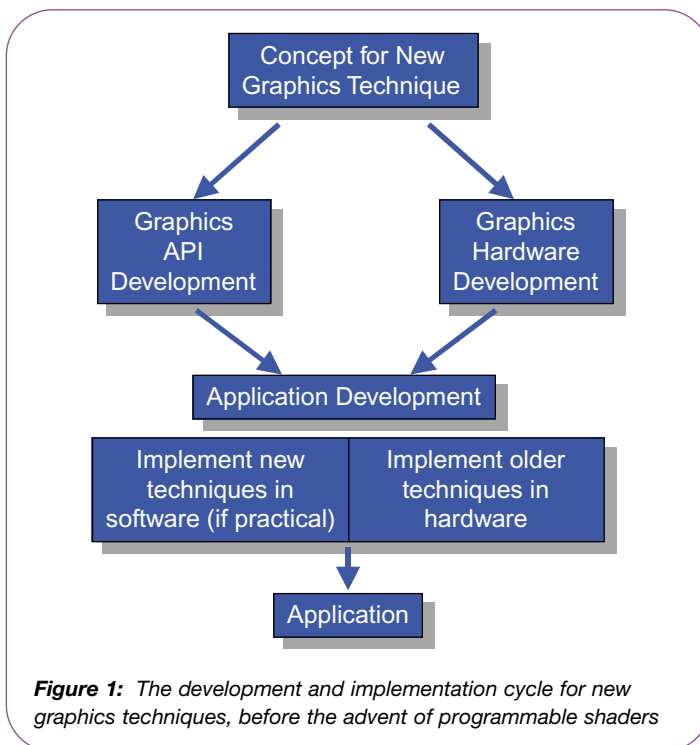 Concept for New
Graphics Technique
Graphics
API
Development
Graphics
Hardware
Development
Application Development
Implement new
techniques in
software (if practical)
Implement older
techniques in
hardware
Application
Figure 1: The development and implementation cycle for new
graphics techniques, before the advent of programmable shaders